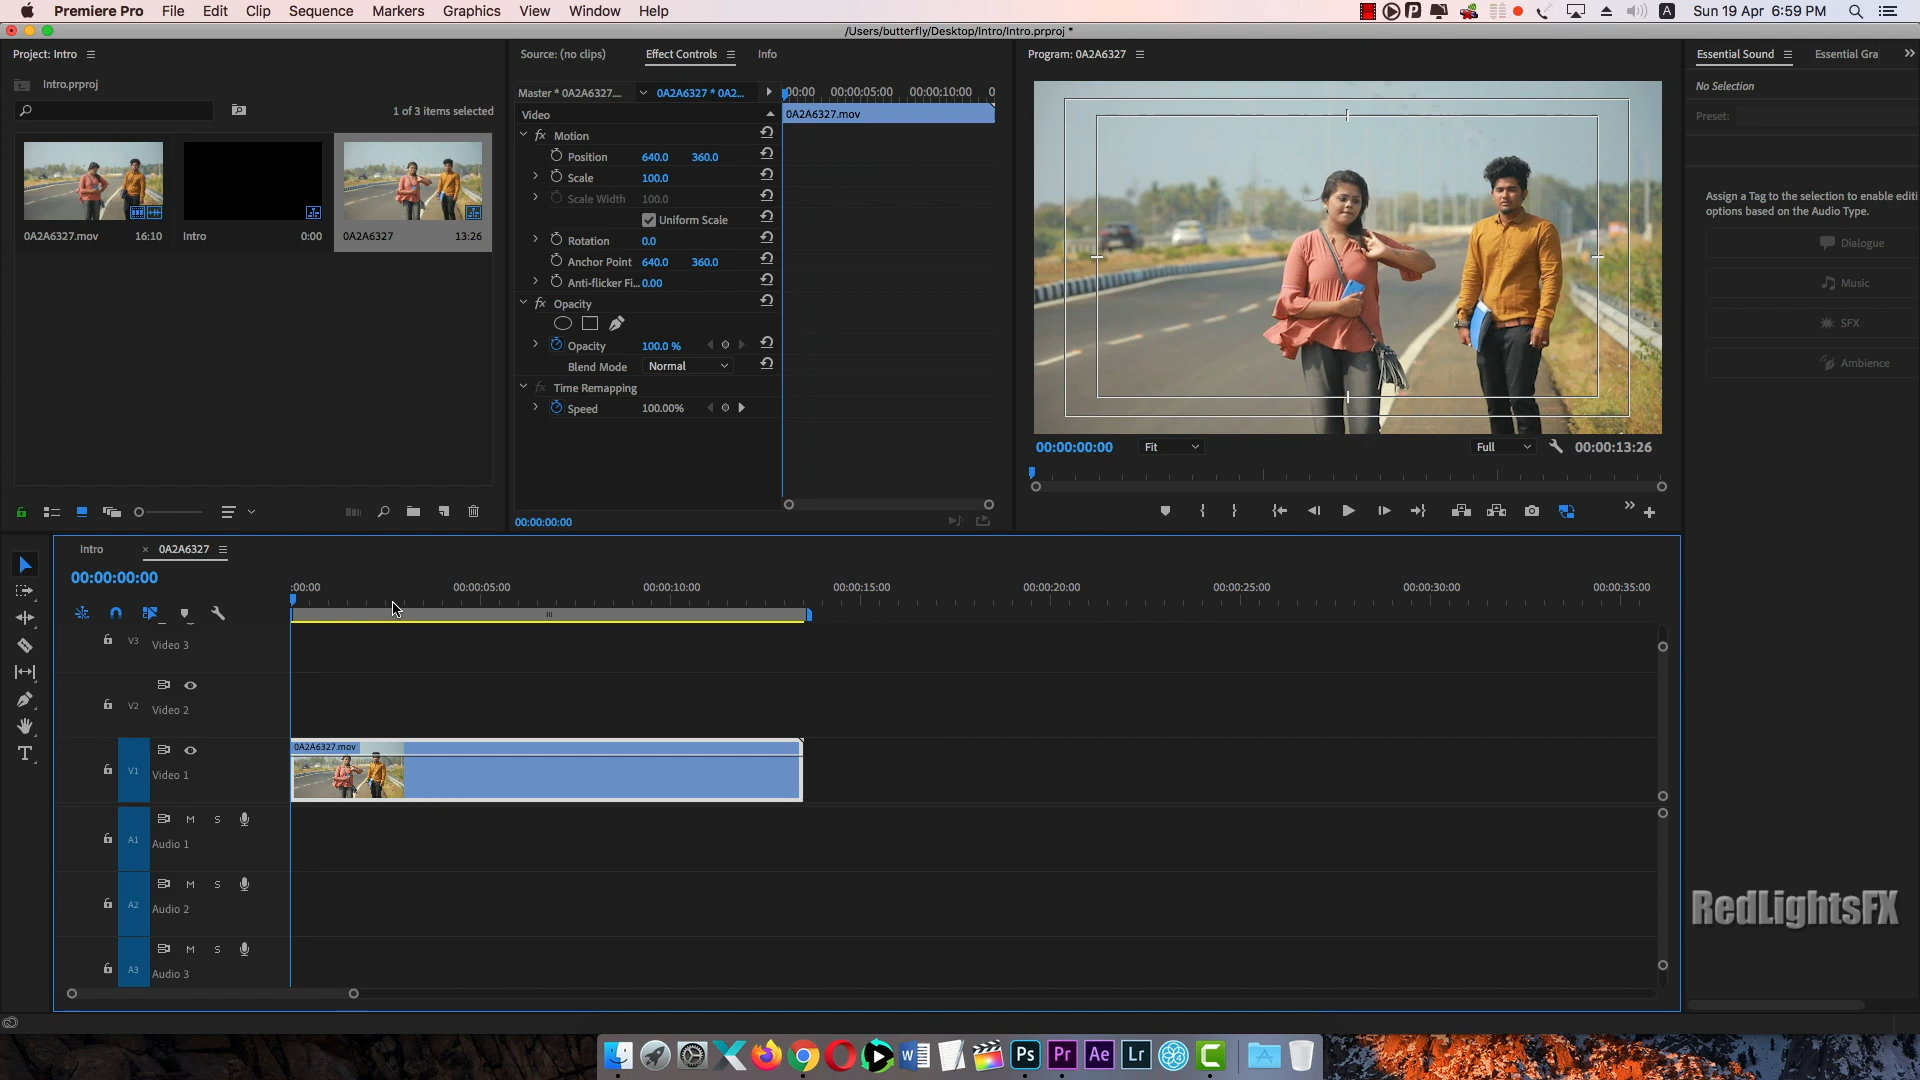 Premiere Pro File Edit Clip Sequence Markers Graphics View Window Help
A Sun 19 Apr 6:59 PM
/Users/butterfly/Desktop/Intro/Intro.prproj *
Project: Intro
Intro.prproj
1 of 3 items selected
0A2A6327.mov 16:10
Intro 0:00
0A2A6327 13:26
Source: (no clips) Effect Controls Info
Master * 0A2A6327.... 0A2A6327 * 0A2...
Video
fx Motion
Position 640.0 360.0
Scale 100.0
Scale Width 100.0
Uniform Scale
Rotation 0.0
Anchor Point 640.0 360.0
Anti-flicker Fi... 0.00
fx Opacity
Opacity 100.0 %
Blend Mode Normal
fx Time Remapping
Speed 100.00%
00:00:00:00
:00:00 00:00:05:00 00:00:10:00 0
0A2A6327.mov
Program: 0A2A6327
00:00:00:00 Fit Full 00:00:13:26
Essential Sound Essential Gra
No Selection
Preset:
Assign a Tag to the selection to enable editi
options based on the Audio Type.
Dialogue
Music
SFX
Ambience
Intro × 0A2A6327
00:00:00:00
:00:00 00:00:05:00 00:00:10:00 00:00:15:00 00:00:20:00 00:00:25:00 00:00:30:00 00:00:35:00
V3 Video 3
V2 Video 2
V1 Video 1
0A2A6327.mov
A1 M S Audio 1
A2 M S Audio 2
A3 M S Audio 3
RedLightsFX
Ps Pr Ae Lr